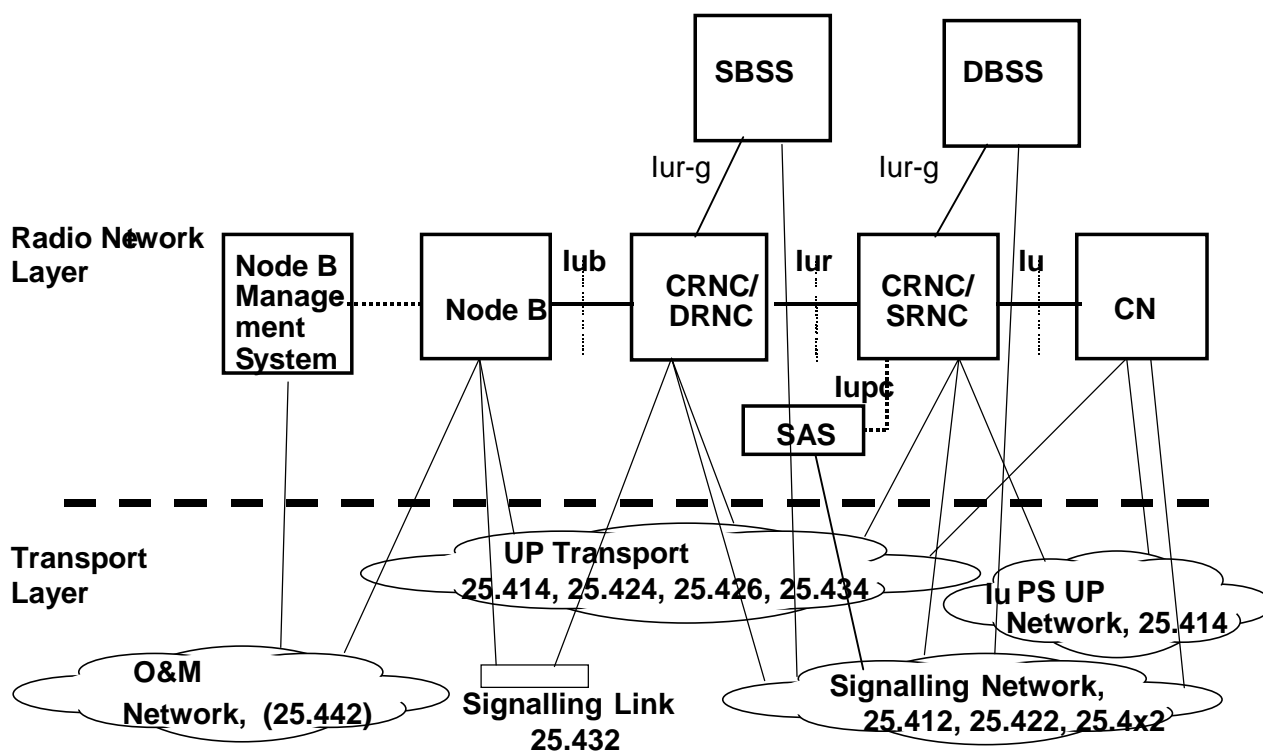 SBSS
DBSS
Iur-g
Iur-g
Radio Network
Layer
Node B
Manage
ment
System
Node B
Iub
CRNC/
DRNC
Iur
CRNC/
SRNC
Iu
CN
Iupc
SAS
Transport
Layer
UP Transport
25.414, 25.424, 25.426, 25.434
Iu PS UP
Network, 25.414
O&M
Network, (25.442)
Signalling Link
25.432
Signalling Network,
25.412, 25.422, 25.4x2